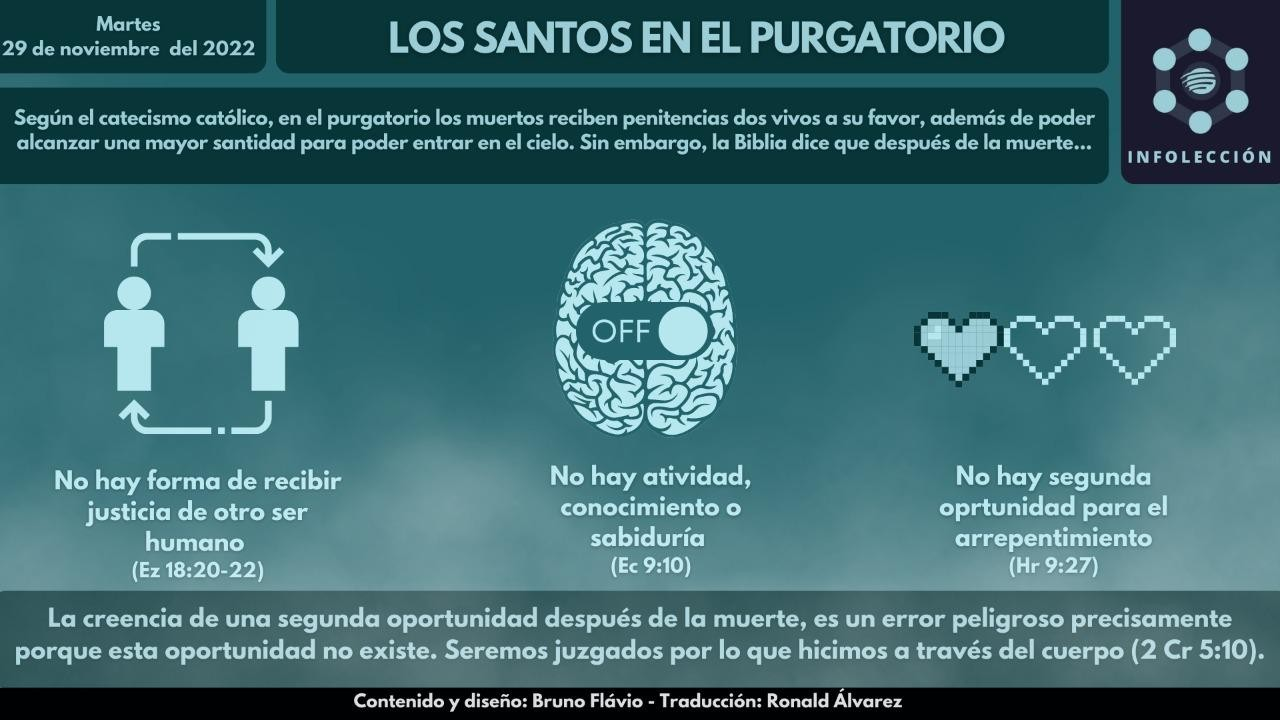 Martes
29 de noviembre del 2022
LOS SANTOS EN EL PURGATORIO
Según el catecismo católico, en el purgatorio los muertos reciben penitencias dos vivos a su favor, además de poder
alcanzar una mayor santidad para poder entrar en el cielo. Sin embargo, la Biblia dice que después de la muerte...
INFOLECCIÓN
OFF
No hay forma de recibir
justicia de otro ser
humano
(Ez 18:20-22)
No hay atividad,
conocimiento o
sabiduría
(Ec 9:10)
No hay segunda
oprtunidad para el
arrepentimiento
(Hr 9:27)
La creencia de una segunda oportunidad después de la muerte, es un error peligroso precisamente
porque esta oportunidad no existe. Seremos juzgados por lo que hicimos a través del cuerpo (2 Cr 5:10).
Contenido y diseño: Bruno Flávio - Traducción: Ronald Álvarez